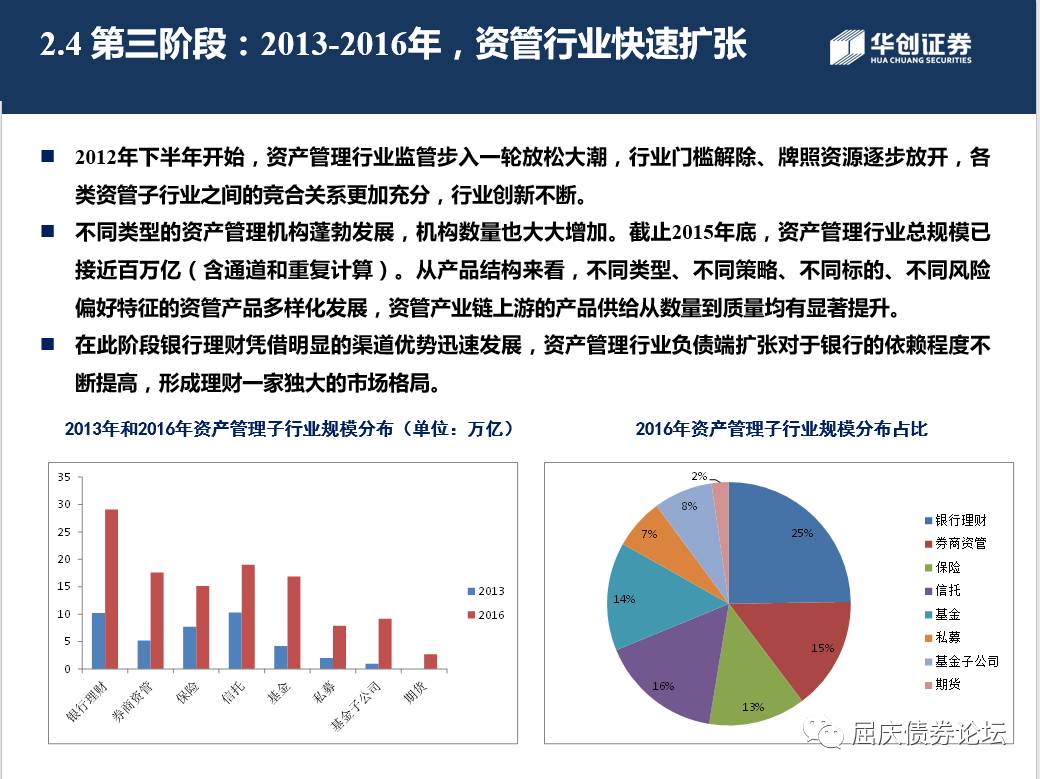 2.4 第三阶段：2013-2016年，资管行业快速扩张
华创证券
HUA CHUANG SECURITIES
2012年下半年开始，资产管理行业监管步入一轮放松大潮，行业门槛解除、牌照资源逐步放开，各
类资管子行业之间的竞合关系更加充分，行业创新不断。
不同类型的资产管理机构蓬勃发展，机构数量也大大增加。截止2015年底，资产管理行业总规模已
接近百万亿（含通道和重复计算）。从产品结构来看，不同类型、不同策略、不同标的、不同风险
偏好特征的资管产品多样化发展，资管产业链上游的产品供给从数量到质量均有显著提升。
在此阶段银行理财凭借明显的渠道优势迅速发展，资产管理行业负债端扩张对于银行的依赖程度不
断提高，形成理财一家独大的市场格局。
2013年和2016年资产管理子行业规模分布（单位：万亿）
35
30
25
20
15
10
5
0
银行理财
券商资管
保险
信托
基金
私募
基金子公司
期货
2013
2016
2016年资产管理子行业规模分布占比
2%
8%
25%
7%
14%
15%
16%
13%
银行理财
券商资管
保险
信托
基金
私募
基金子公司
期货
屈庆债券论坛